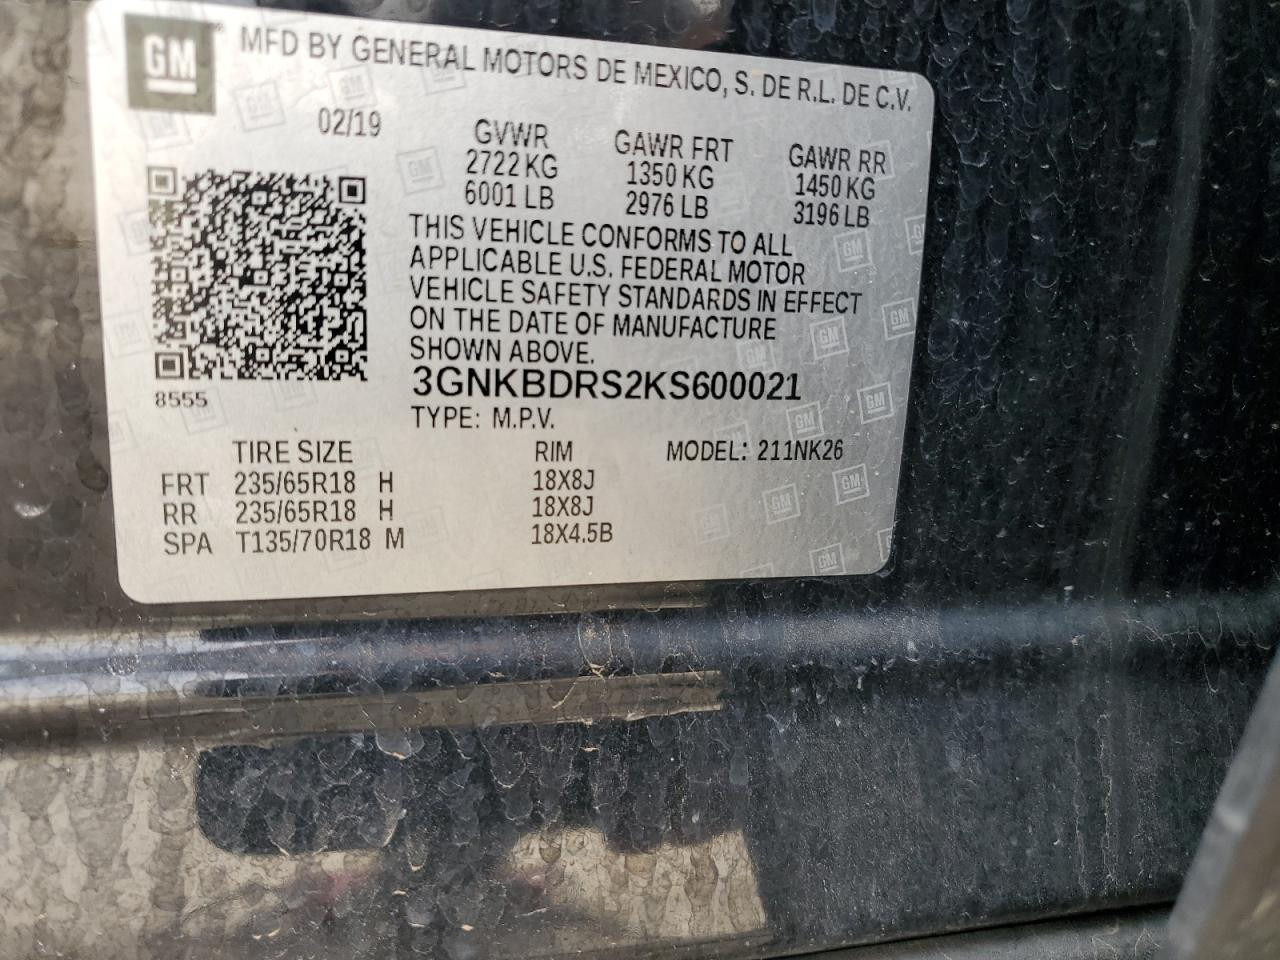 GM
MFD BY GENERAL MOTORS DE MEXICO, S. DE R.L. DE C.V.
02/19
GVWR GAWR FRT GAWR RR
2722 KG 1350 KG 1450 KG
6001 LB 2976 LB 3196 LB
THIS VEHICLE CONFORMS TO ALL
APPLICABLE U.S. FEDERAL MOTOR
VEHICLE SAFETY STANDARDS IN EFFECT
ON THE DATE OF MANUFACTURE
SHOWN ABOVE.
8555
3GNKBDRS2KS600021
TYPE: M.P.V.
TIRE SIZE RIM MODEL: 211NK26
FRT 235/65R18 H 18X8J
RR 235/65R18 H 18X8J
SPA T135/70R18 M 18X4.5B